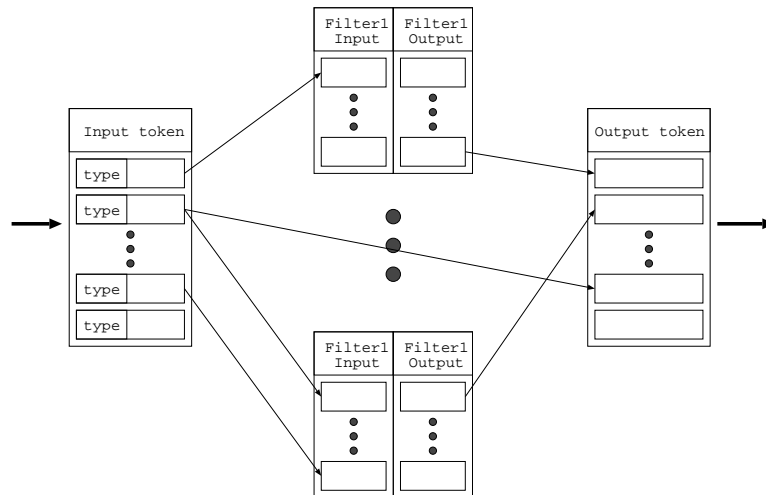 Filter1 Filter1
Input Output
Input token
type
type
type
type
Output token
Filter1 Filter1
Input Output